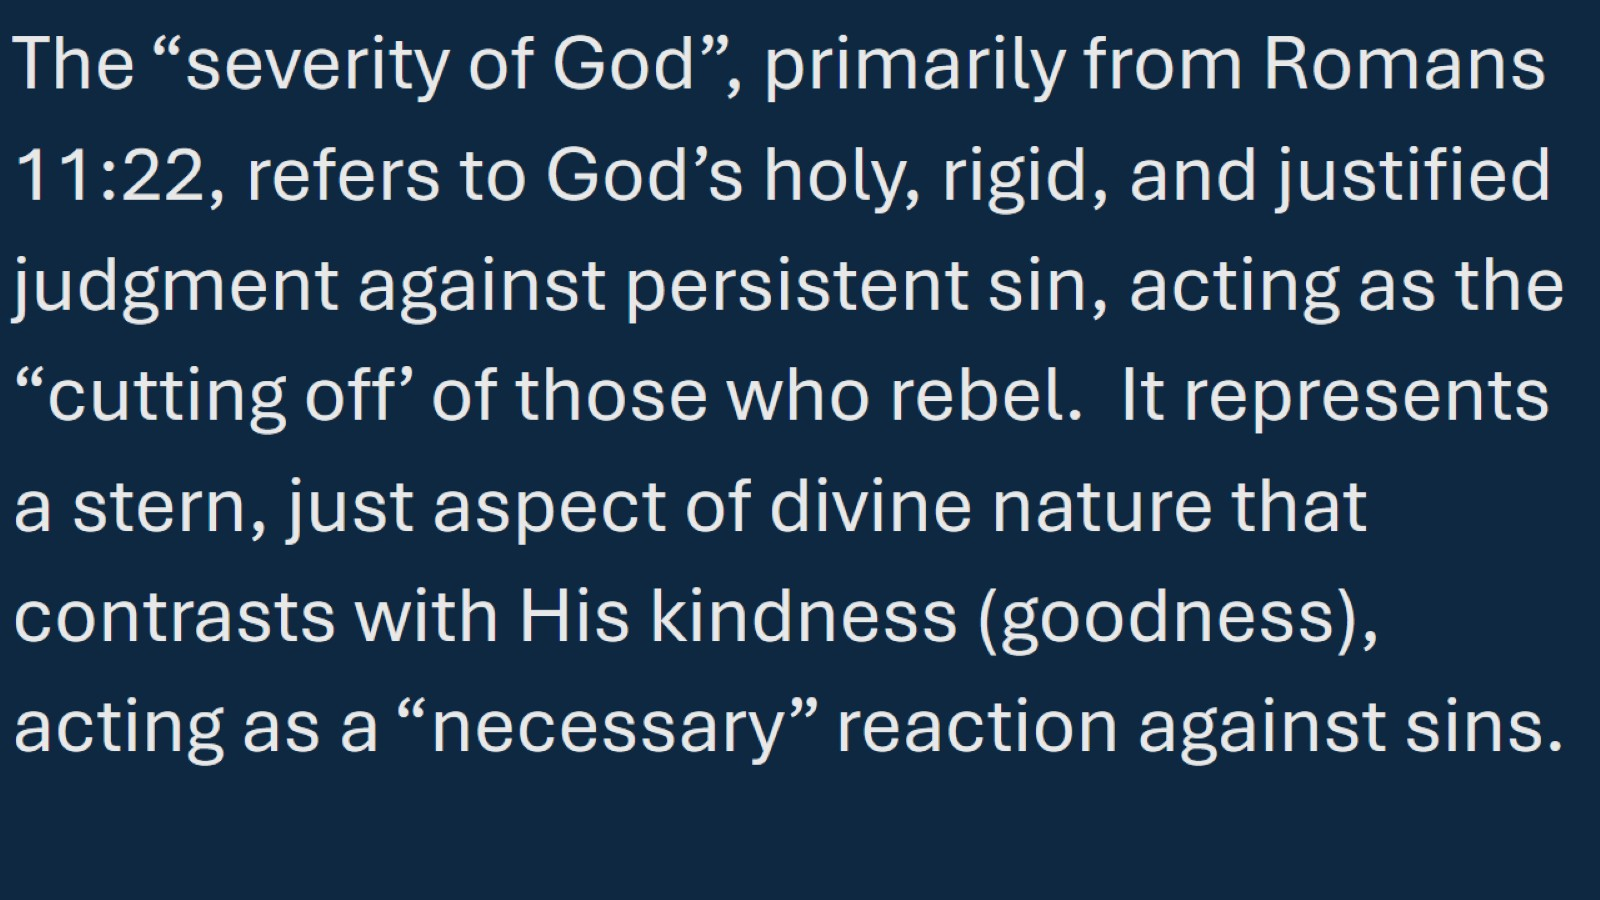 The “severity of God”, primarily from Romans
11:22, refers to God’s holy, rigid, and justified
judgment against persistent sin, acting as the
“cutting off’ of those who rebel.  It represents
a stern, just aspect of divine nature that
contrasts with His kindness (goodness),
acting as a “necessary” reaction against sins.